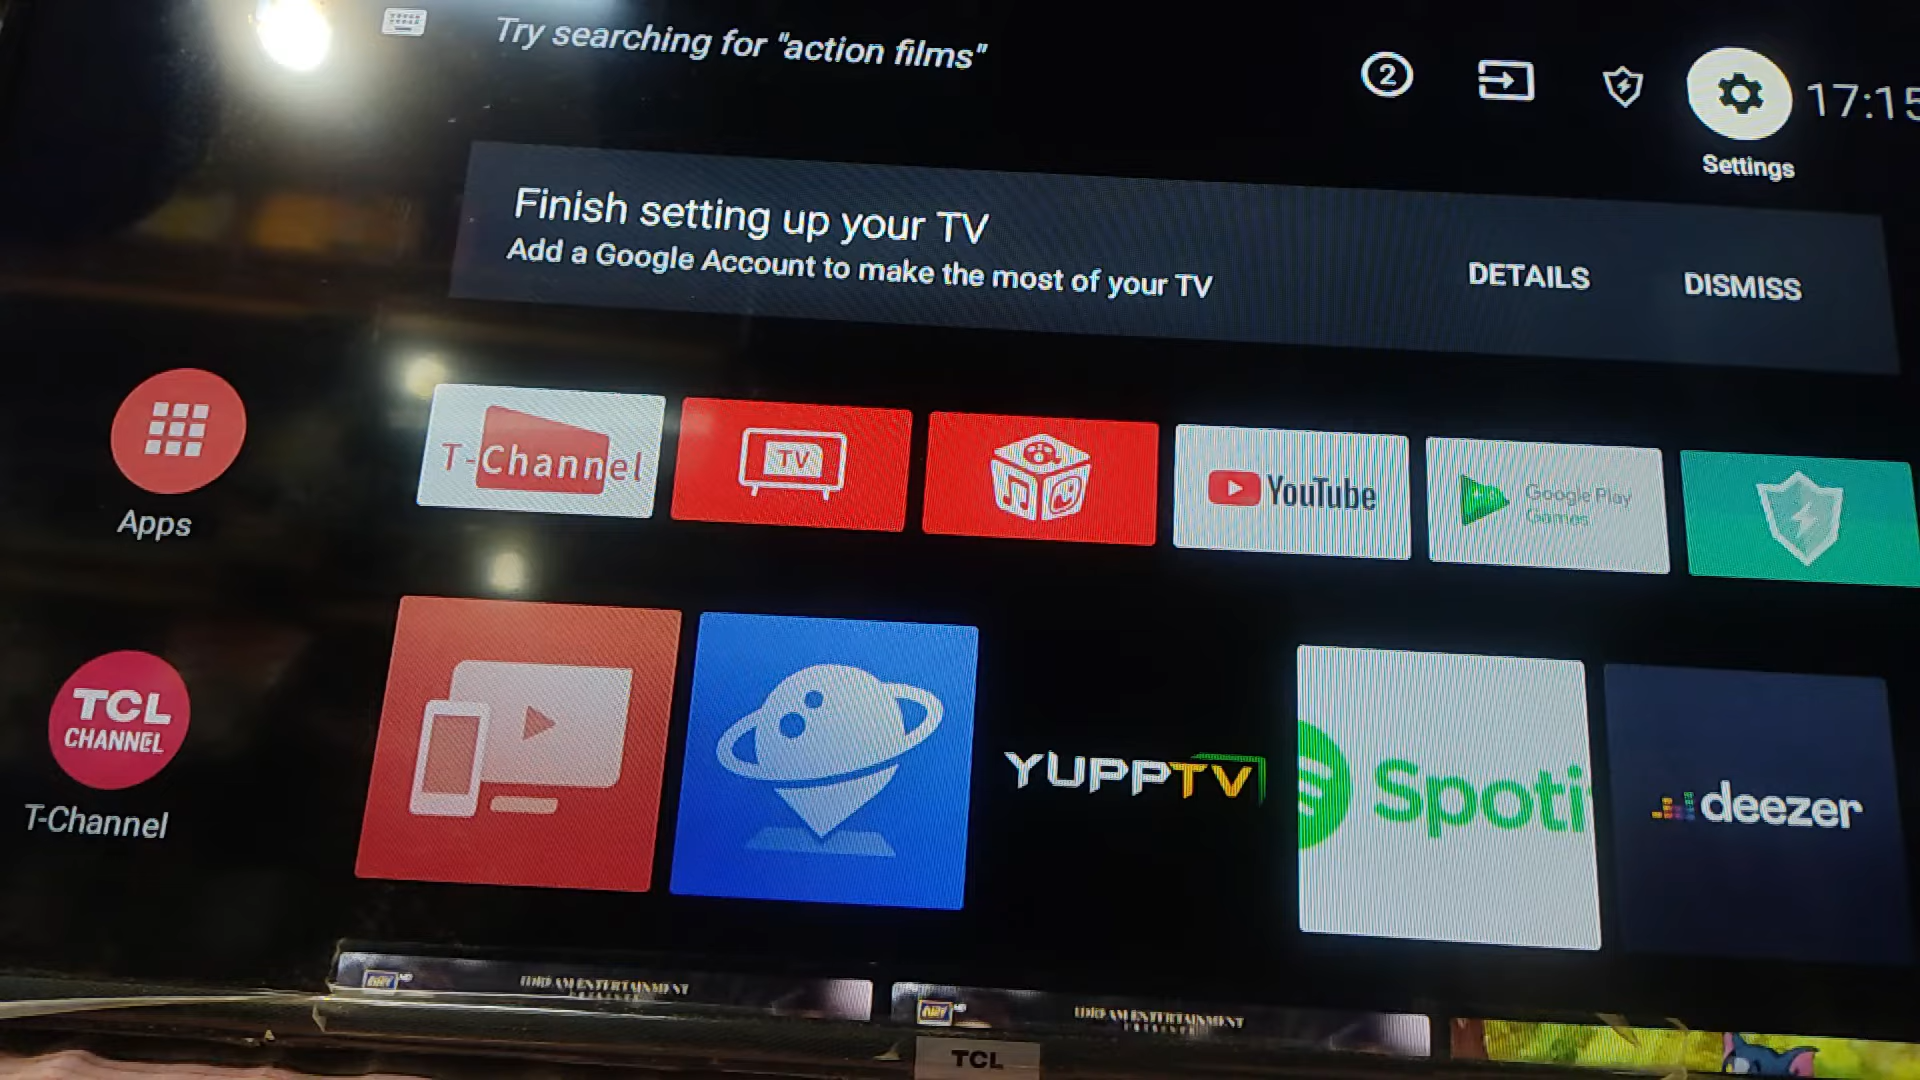 Try searching for "action films"
2
17:15
Settings
Finish setting up your TV
Add a Google Account to make the most of your TV
DETAILS
DISMISS
Apps
T-Channel
TV
YouTube
Google Play
Games
TCL
CHANNEL
T-Channel
YUPPTV
Spoti
deezer
ENTERTAINMENT
ENTERTAINMENT
TCL